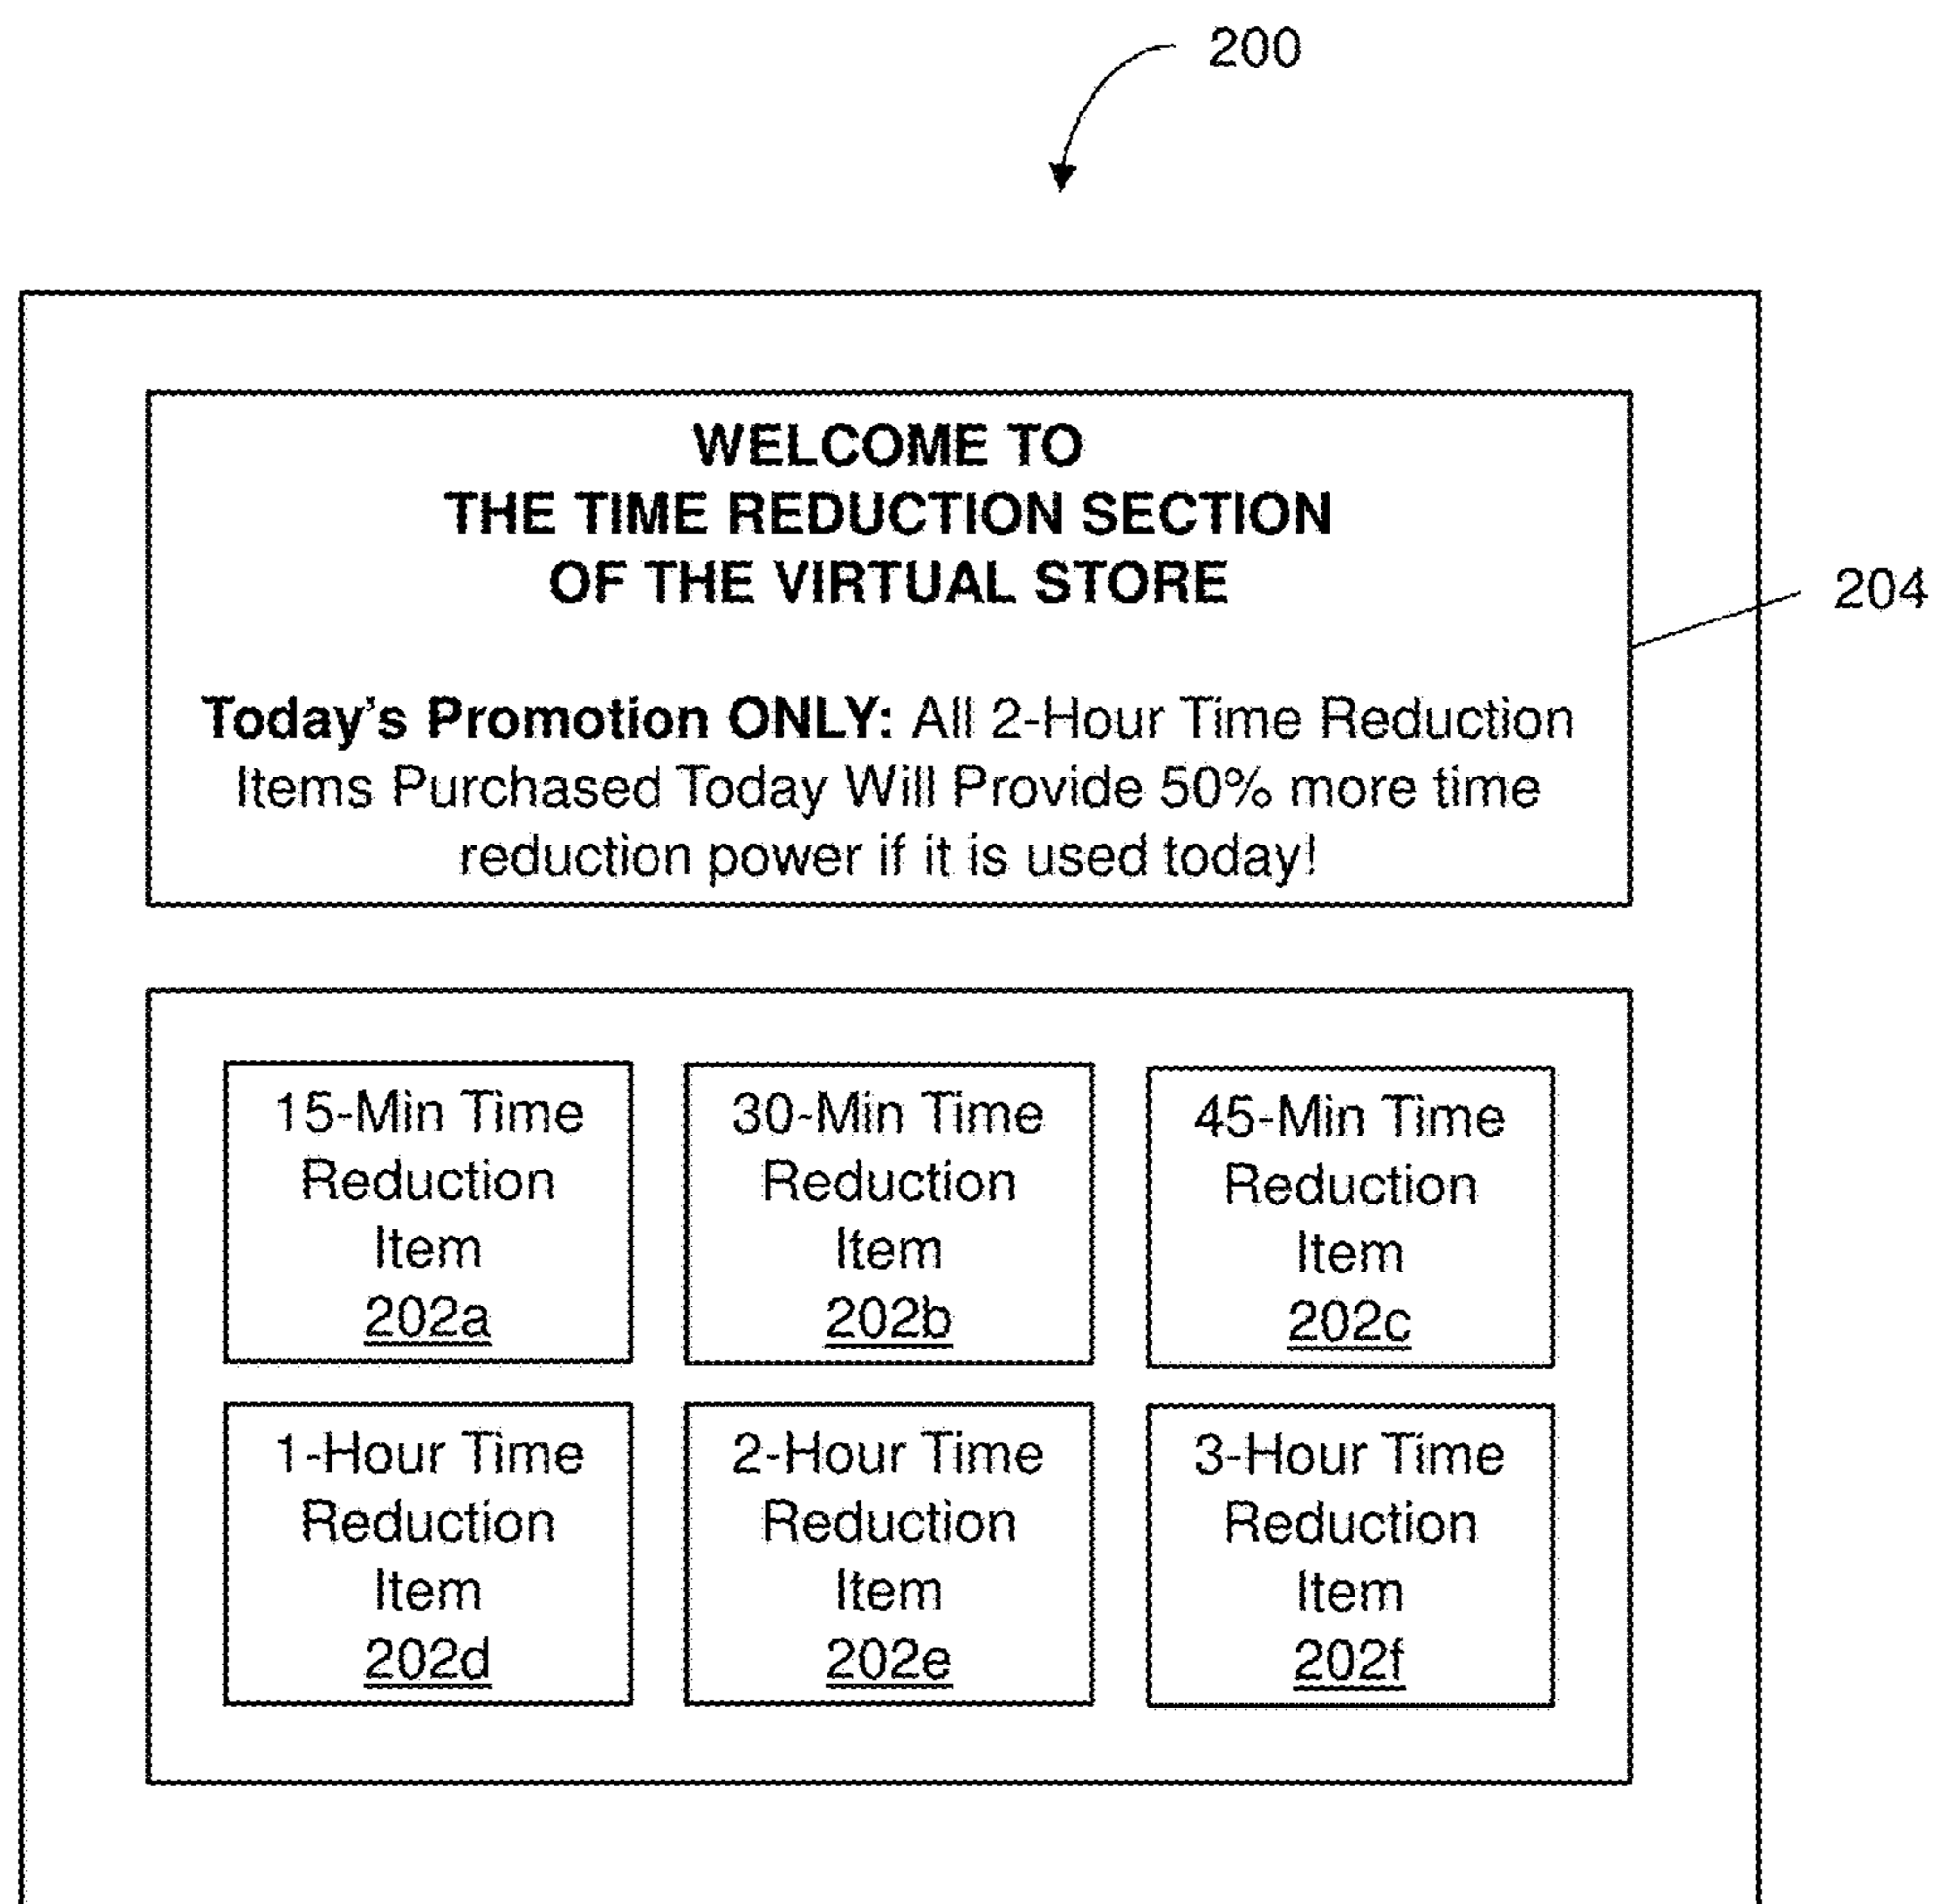 200
WELCOME TO
THE TIME REDUCTION SECTION
OF THE VIRTUAL STORE
204
Today's Promotion ONLY: All 2-Hour Time Reduction
Items Purchased Today Will Provide 50% more time
reduction power if it is used today!
15-Min Time
Reduction
Item
202a
30-Min Time
Reduction
Item
202b
45-Min Time
Reduction
Item
202c
1-Hour Time
Reduction
Item
202d
2-Hour Time
Reduction
Item
202e
3-Hour Time
Reduction
Item
202f